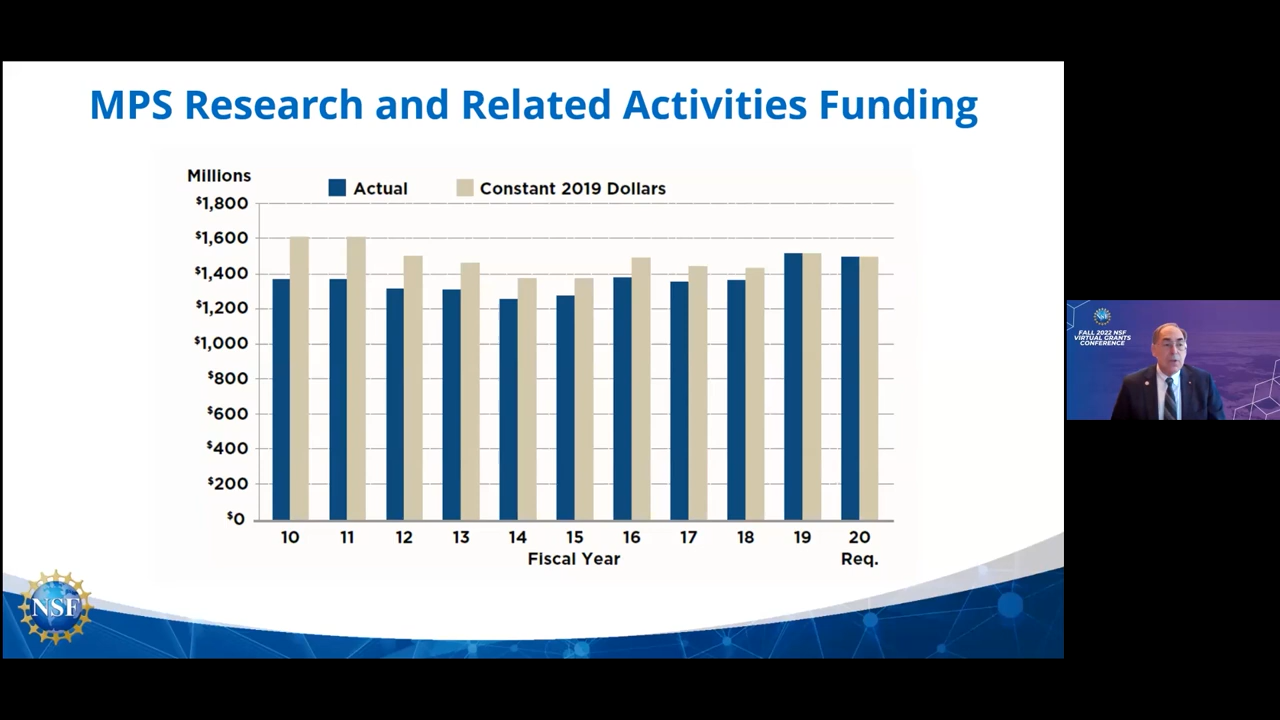 MPS Research and Related Activities Funding
Millions
Actual
Constant 2019 Dollars
$1,800
$1,600
$1,400
$1,200
$1,000
$800
$600
$400
$200
$0
10 11 12 13 14 15 16 17 18 19 20
Fiscal Year Req.
NSF
NSF
FALL 2022 NSF
VIRTUAL GRANTS
CONFERENCE